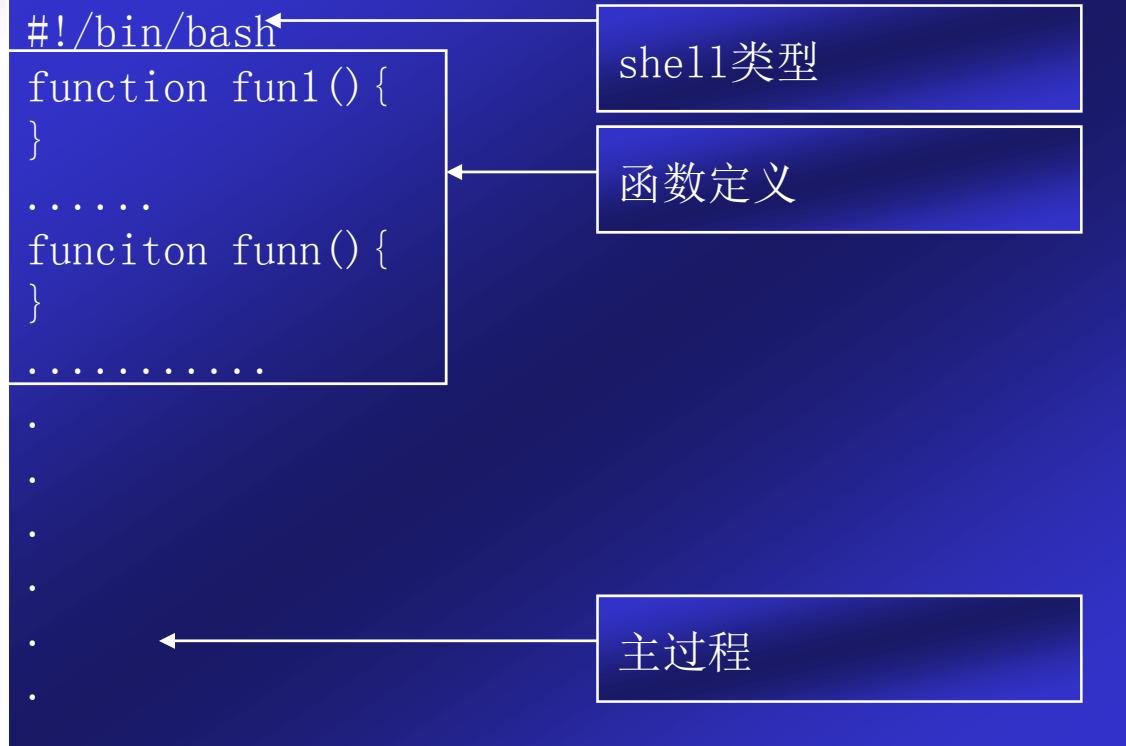 #!/bin/bash
function fun1(){
}
......
funciton funn(){
}
...........
.
.
.
.
.
.
shell类型
函数定义
主过程